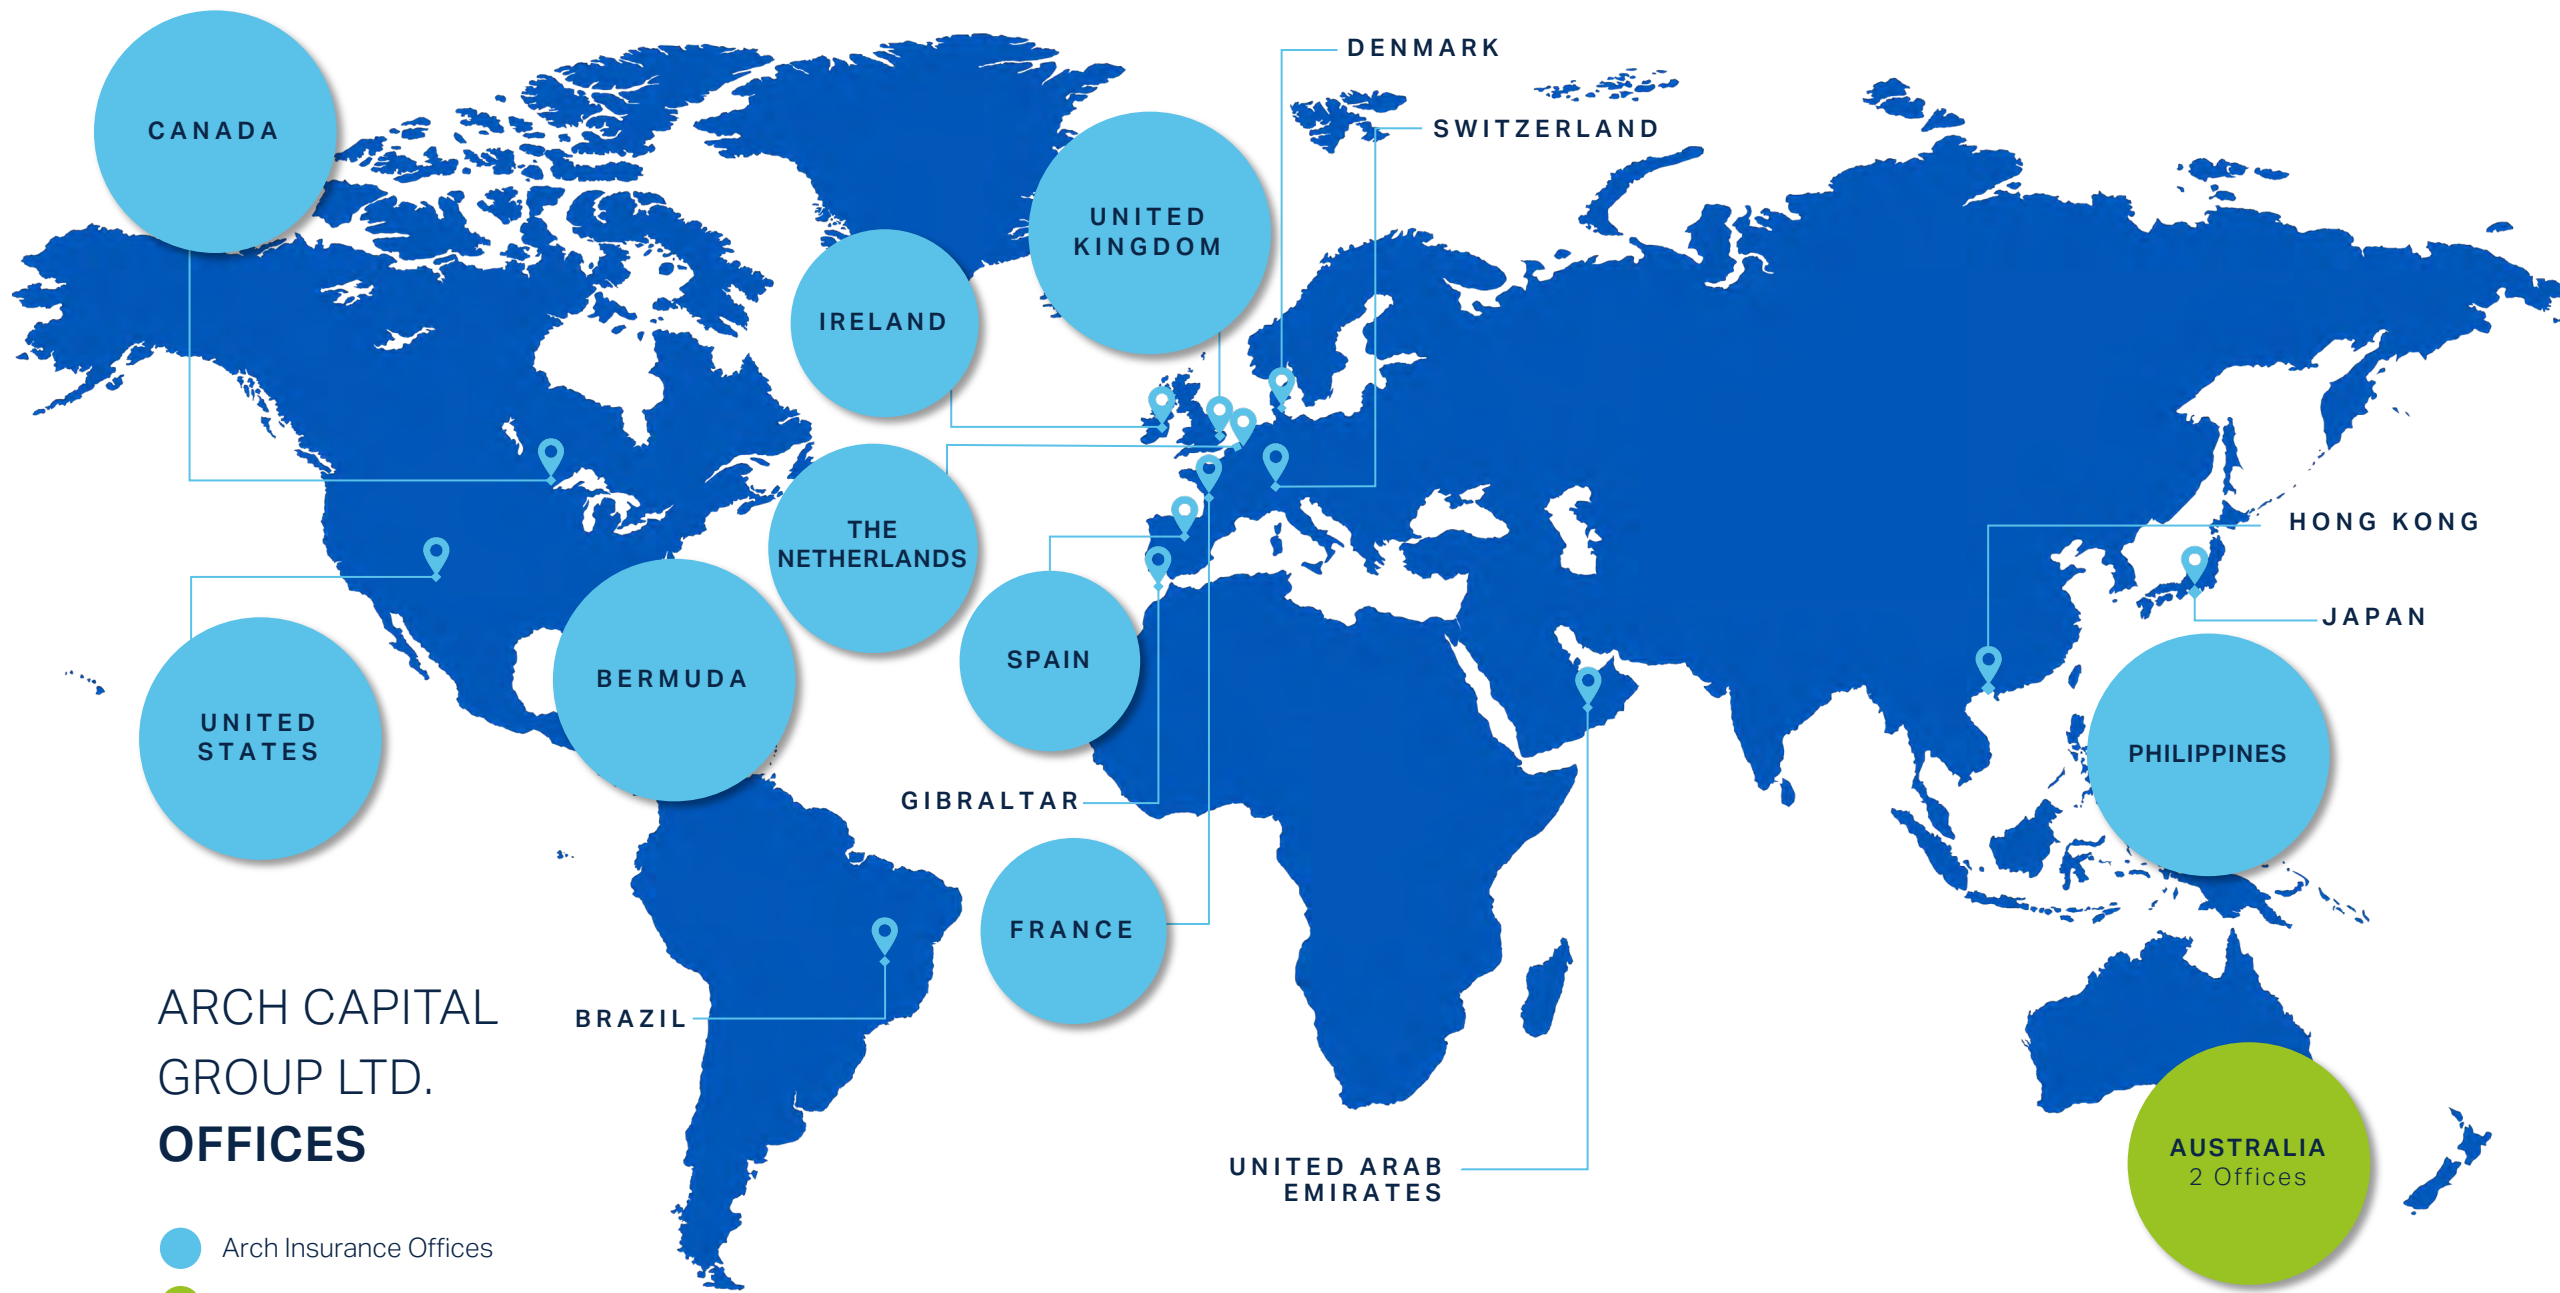 CANADA
DENMARK
SWITZERLAND
UNITED
KINGDOM
IRELAND
THE
NETHERLANDS
HONG KONG
JAPAN
SPAIN
BERMUDA
UNITED
STATES
PHILIPPINES
GIBRALTAR
FRANCE
BRAZIL
ARCH CAPITAL
GROUP LTD.
OFFICES
UNITED ARAB
EMIRATES
AUSTRALIA
2 Offices
Arch Insurance Offices